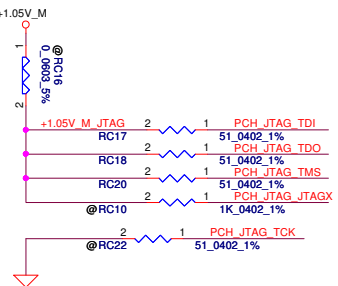 +1.05V_M
1
@RC16
0_0603_5%
2
+1.05V_M_JTAG 2 1 PCH_JTAG_TDI
RC17 51_0402_1%
2 1 PCH_JTAG_TDO
RC18 51_0402_1%
2 1 PCH_JTAG_TMS
RC20 51_0402_1%
2 1 PCH_JTAG_JTAGX
@RC10 1K_0402_1%
2 1 PCH_JTAG_TCK
@RC22 51_0402_1%